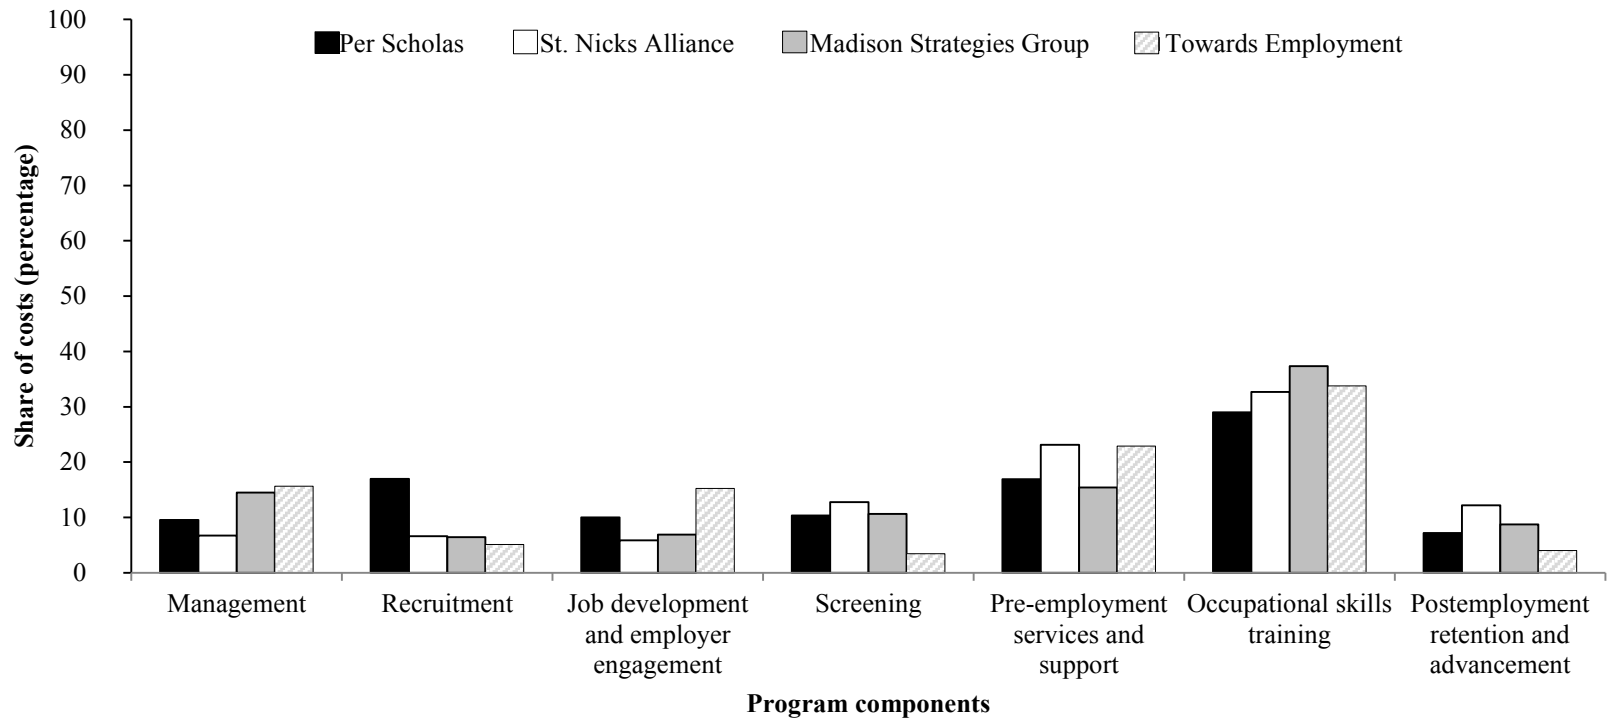 100
Per Scholas St. Nicks Alliance Madison Strategies Group Towards Employment
90
80
70
60
50
40
30
20
10
0
Share of costs (percentage)
Management Recruitment Job development Screening Pre-employment Occupational skills Postemployment
and employer services and training retention and
engagement support advancement
Program components